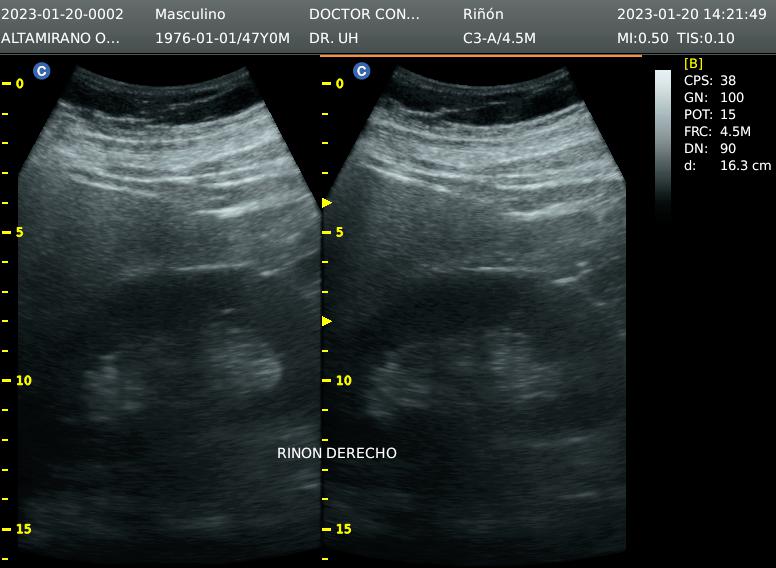 2023-01-20-0002 Masculino DOCTOR CON... Riñón 2023-01-20 14:21:49
ALTAMIRANO O... 1976-01-01/47Y0M DR. UH C3-A/4.5M MI:0.50 TIS:0.10
C C
[B]
CPS: 38
GN: 100
POT: 15
FRC: 4.5M
DN: 90
d: 16.3 cm
0 0
5 5
10 10
RINON DERECHO
15 15